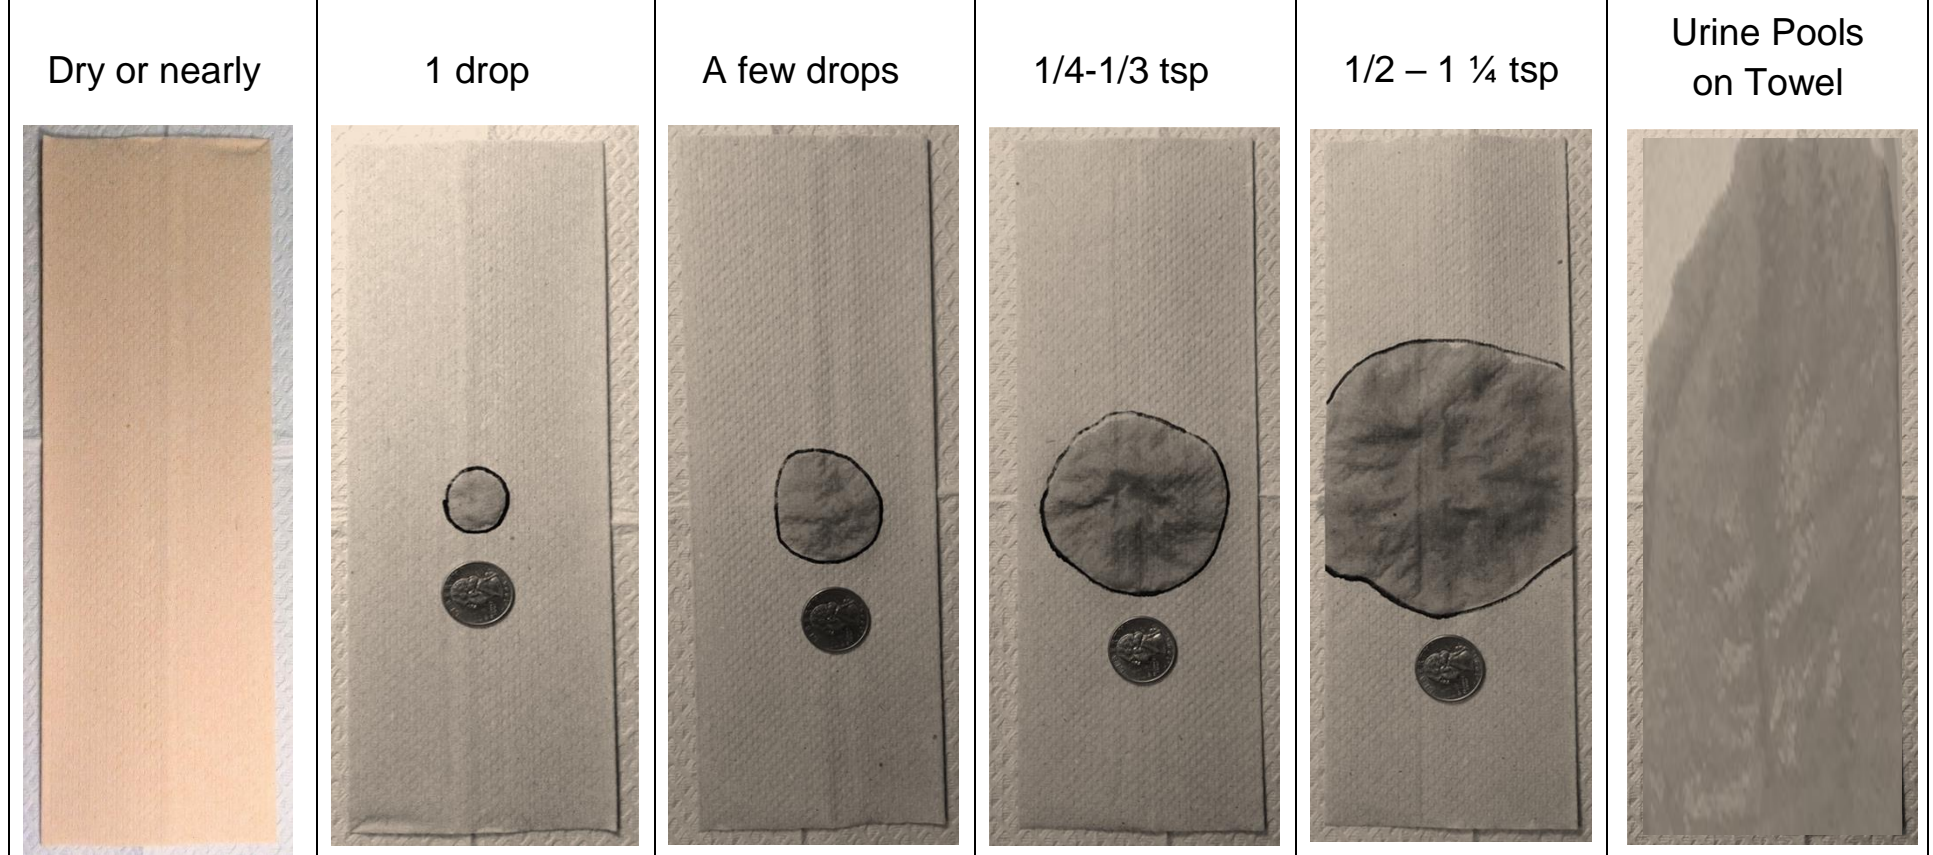 Dry or nearly
1 drop
A few drops
1/4-1/3 tsp
1/2 – 1 ¼ tsp
Urine Pools
on Towel